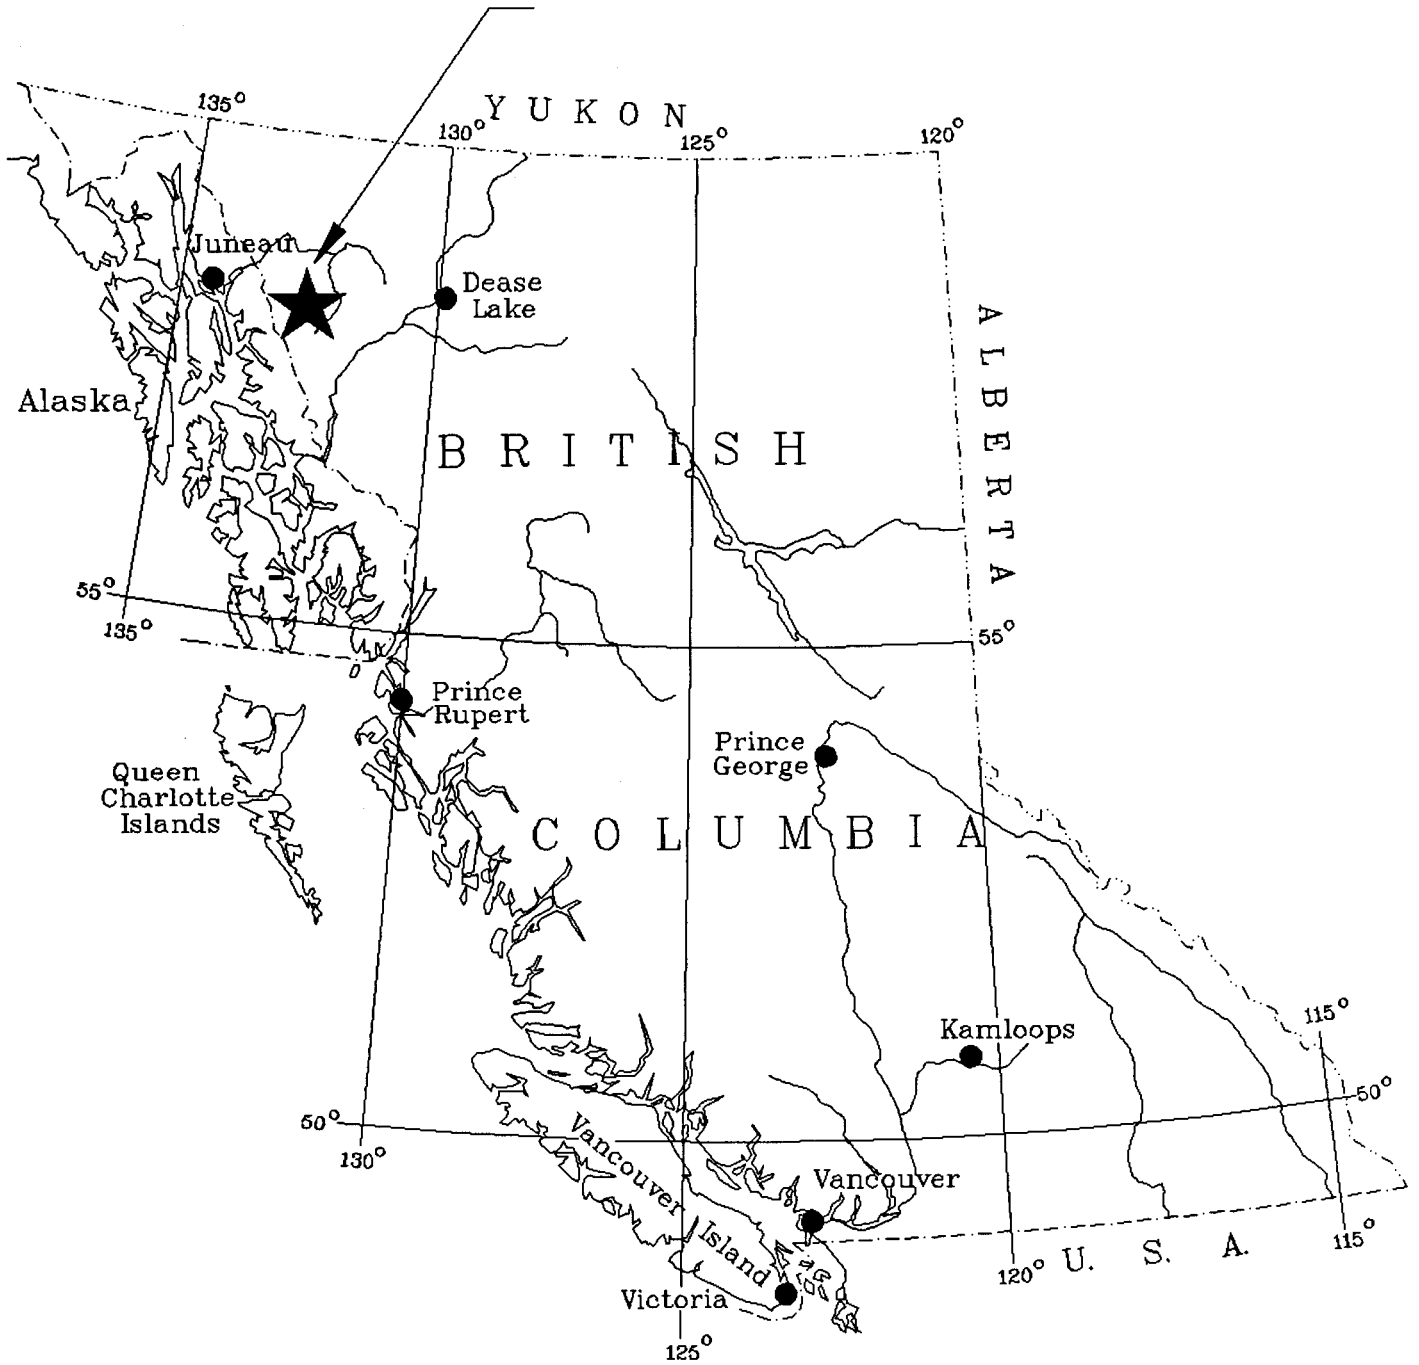 YUKON
135°
130°
125°
120°
Juneau
Dease
Lake
ALBERTA
Alaska
BRITISH
55°
135°
55°
Prince
Rupert
Prince
George
Queen
Charlotte
Islands
COLUMBIA
115°
Kamloops
50°
50°
130°
Vancouver
Island
Vancouver
U. S. A.
115°
120°
Victoria
125°